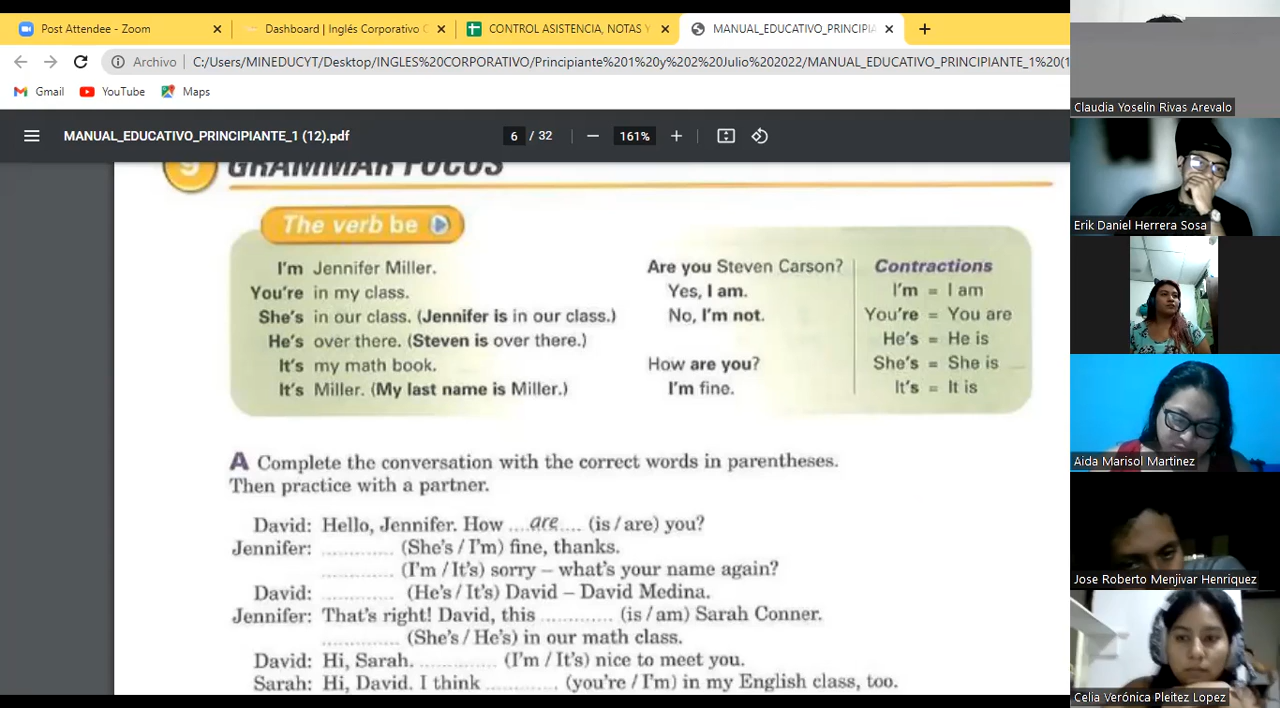 Post Attendee - Zoom
Dashboard | Inglés Corporativo
CONTROL ASISTENCIA, NOTAS Y
MANUAL_EDUCATIVO_PRINCIPIA
Archivo
C:/Users/MINEDUCYT/Desktop/INGLES%20CORPORATIVO/Principiante%201%20y%202%20Julio%202022/MANUAL_EDUCATIVO_PRINCIPIANTE_1%20(1
Gmail YouTube Maps
MANUAL_EDUCATIVO_PRINCIPIANTE_1 (12).pdf
6 / 32
161%
9 GRAMMAR FOCUS
The verb be
I'm Jennifer Miller.
You're in my class.
She's in our class. (Jennifer is in our class.)
He's over there. (Steven is over there.)
It's my math book.
It's Miller. (My last name is Miller.)
Are you Steven Carson?
Yes, I am.
No, I'm not.
How are you?
I'm fine.
Contractions
I'm = I am
You're = You are
He's = He is
She's = She is
It's = It is
A Complete the conversation with the correct words in parentheses.
Then practice with a partner.
David: Hello, Jennifer. How ....are.... (is / are) you?
Jennifer: ............ (She's / I'm) fine, thanks.
............ (I'm / It's) sorry – what's your name again?
David: ............ (He's / It's) David – David Medina.
Jennifer: That's right! David, this ............ (is / am) Sarah Conner.
............ (She's / He's) in our math class.
David: Hi, Sarah. ............ (I'm / It's) nice to meet you.
Sarah: Hi, David. I think ............ (you're / I'm) in my English class, too.
Claudia Yoselin Rivas Arevalo
Erik Daniel Herrera Sosa
Aida Marisol Martinez
Jose Roberto Menjivar Henriquez
Celia Verónica Pleitez Lopez